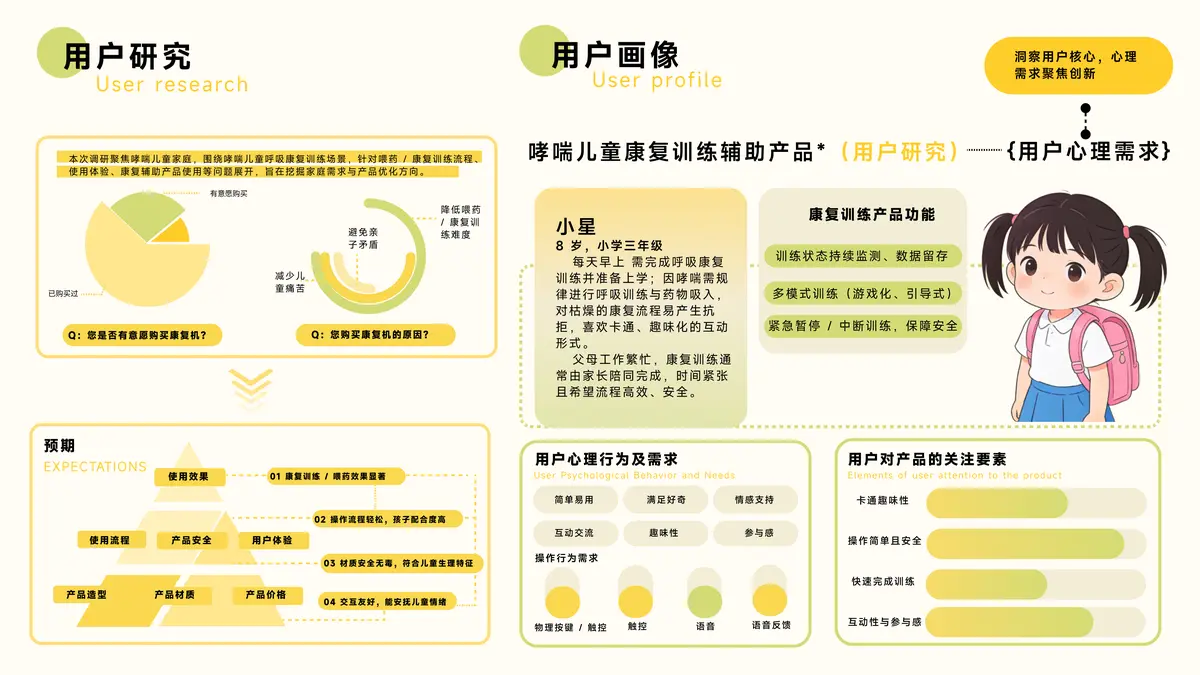 用户研究
User research
本次调研聚焦哮喘儿童家庭，围绕哮喘儿童呼吸康复训练场景，针对喂药 / 康复训练流程、
使用体验、康复辅助产品使用等问题展开，旨在挖掘家庭需求与产品优化方向。
有意愿购买
已购买过
Q：您是否有意愿购买康复机？
降低喂药
/ 康复训
练难度
避免亲
子矛盾
减少儿
童痛苦
Q：您购买康复机的原因？
预期
EXPECTATIONS
使用效果
使用流程
产品安全
用户体验
产品造型
产品材质
产品价格
01 康复训练 / 喂药效果显著
02 操作流程轻松，孩子配合度高
03 材质安全无毒，符合儿童生理特征
04 交互友好，能安抚儿童情绪
用户画像
User profile
洞察用户核心，心理
需求聚焦创新
哮喘儿童康复训练辅助产品*（用户研究）{用户心理需求}
小星
8 岁，小学三年级
每天早上 需完成呼吸康复
训练并准备上学；因哮喘需规
律进行呼吸训练与药物吸入，
对枯燥的康复流程易产生抗
拒，喜欢卡通、趣味化的互动
形式。
父母工作繁忙，康复训练通
常由家长陪同完成，时间紧张
且希望流程高效、安全。
康复训练产品功能
训练状态持续监测、数据留存
多模式训练（游戏化、引导式）
紧急暂停 / 中断训练，保障安全
用户心理行为及需求
User Psychological Behavior and Needs
简单易用
满足好奇
情感支持
互动交流
趣味性
参与感
操作行为需求
物理按键 / 触控
触控
语音
语音反馈
用户对产品的关注要素
Elements of user attention to the product
卡通趣味性
操作简单且安全
快速完成训练
互动性与参与感